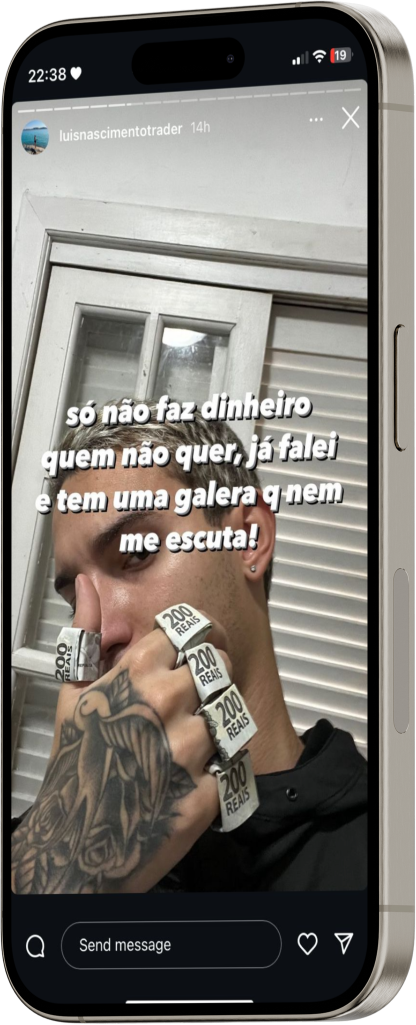 22:38
19
luisnascimentotrader 14h
só não faz dinheiro
quem não quer, já falei
e tem uma galera q nem
me escuta!
200
REAIS
200
REAIS
200
REAIS
200
REAIS
200
REAIS
Send message